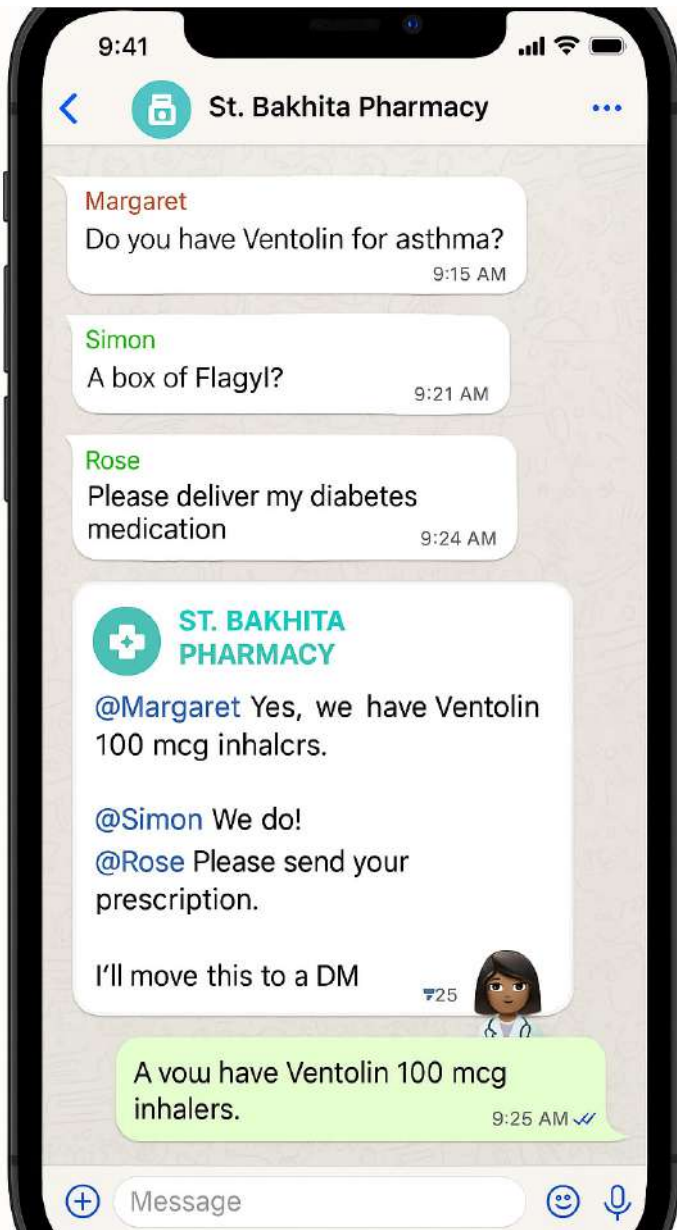 9:41
St. Bakhita Pharmacy
Margaret
Do you have Ventolin for asthma?
9:15 AM
Simon
A box of Flagyl?
9:21 AM
Rose
Please deliver my diabetes
medication
9:24 AM
ST. BAKHITA
PHARMACY
@Margaret Yes, we have Ventolin
100 mcg inhalcrs.
@Simon We do!
@Rose Please send your
prescription.
I'll move this to a DM
25
A vow have Ventolin 100 mcg
inhalers.
9:25 AM
Message